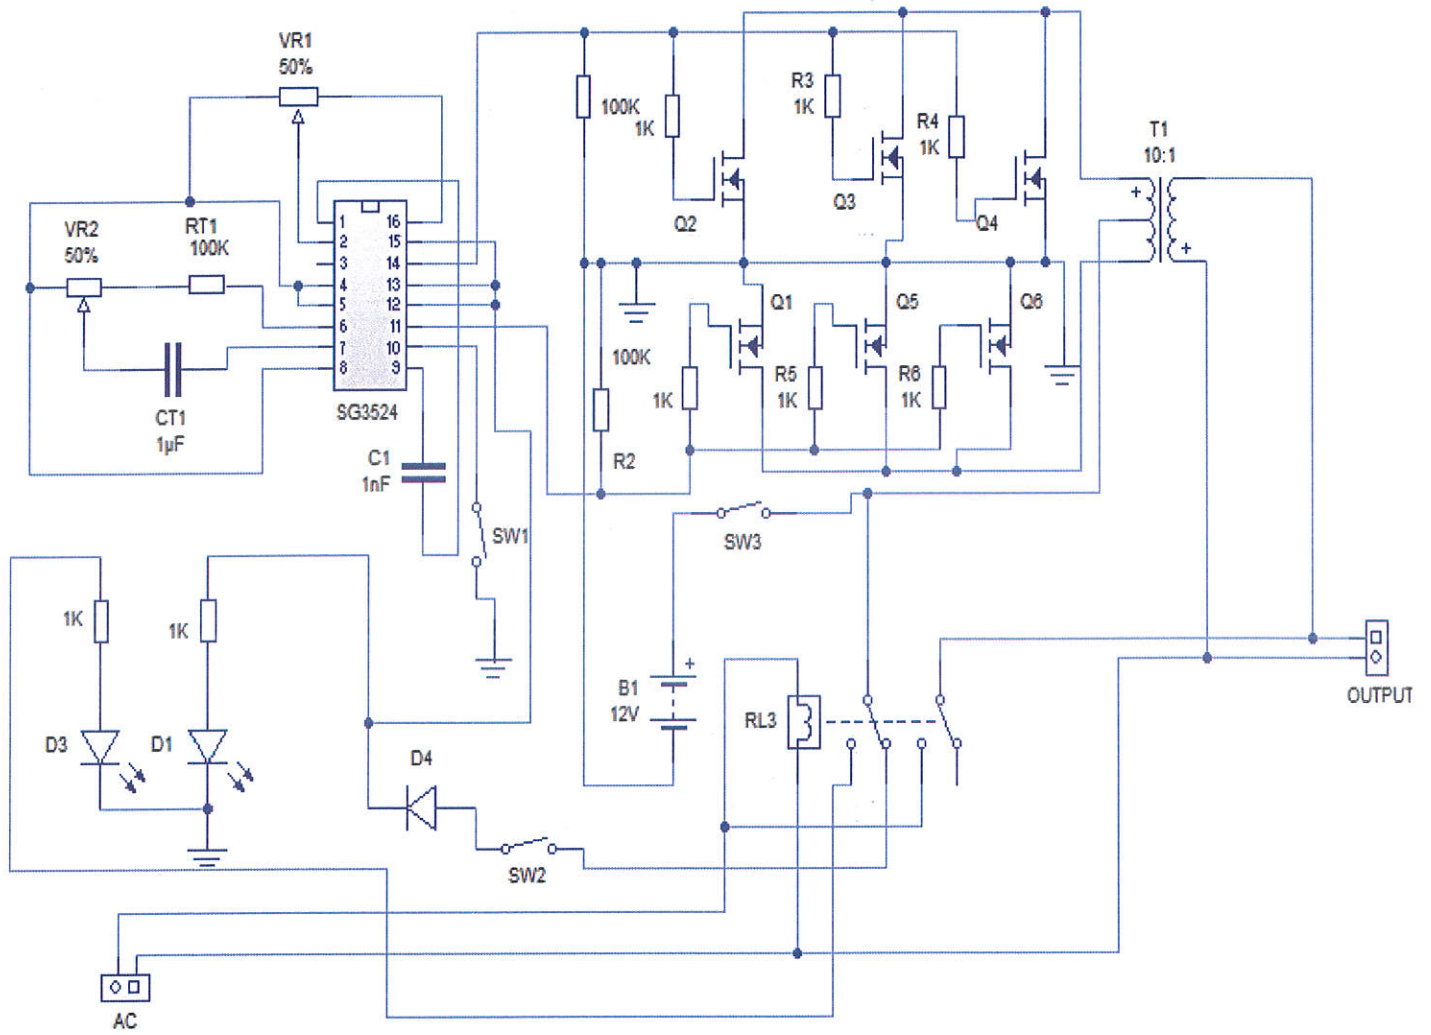 VR1
50%
R3
1K
100K
1K
R4
1K
T1
10:1
+
+
VR2
50%
RT1
100K
1 16
2 15
3 14
4 13
5 12
6 11
7 10
8 9
SG3524
Q2
Q3
Q4
Q1
Q5
Q6
CT1
1µF
C1
1nF
100K
R2
1K
R5
1K
R6
1K
SW1
SW3
1K
1K
B1
12V
+
RL3
OUTPUT
D3
D1
D4
SW2
AC